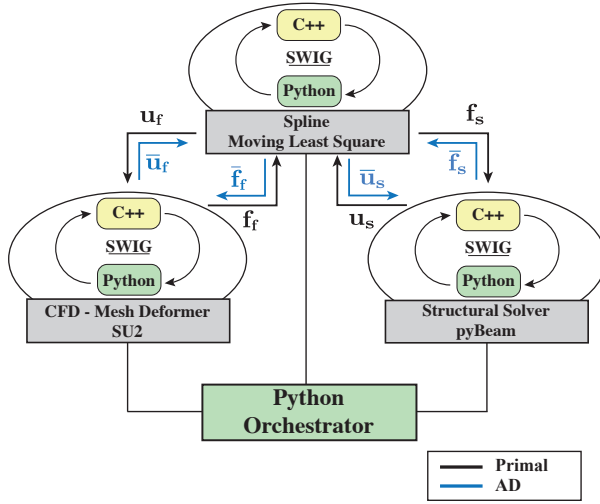 C++
SWIG
Python
Spline
Moving Least Square
u_f
f_s
ū_f
f̄_f
ū_s
f̄_s
f_f
u_s
C++
SWIG
Python
CFD - Mesh Deformer
SU2
C++
SWIG
Python
Structural Solver
pyBeam
Python
Orchestrator
Primal
AD